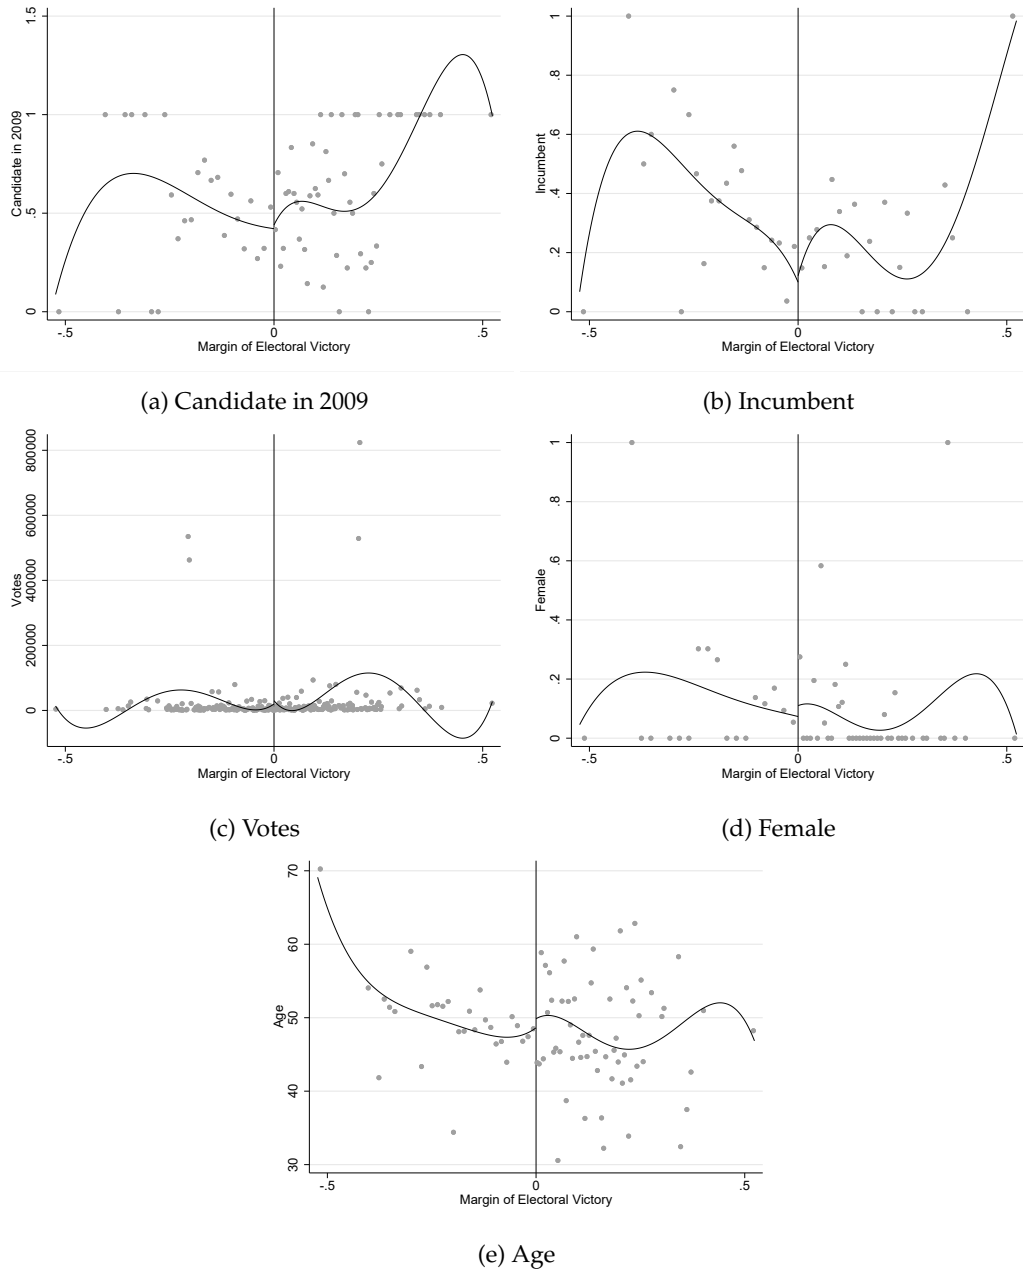 1.5
1
.5
0
Candidate in 2009
-.5 0 .5
Margin of Electoral Victory
(a) Candidate in 2009
1
.8
.6
.4
.2
0
Incumbent
-.5 0 .5
Margin of Electoral Victory
(b) Incumbent
800000
600000
400000
200000
0
Votes
-.5 0 .5
Margin of Electoral Victory
(c) Votes
1
.8
.6
.4
.2
0
Female
-.5 0 .5
Margin of Electoral Victory
(d) Female
70
60
50
40
30
Age
-.5 0 .5
Margin of Electoral Victory
(e) Age